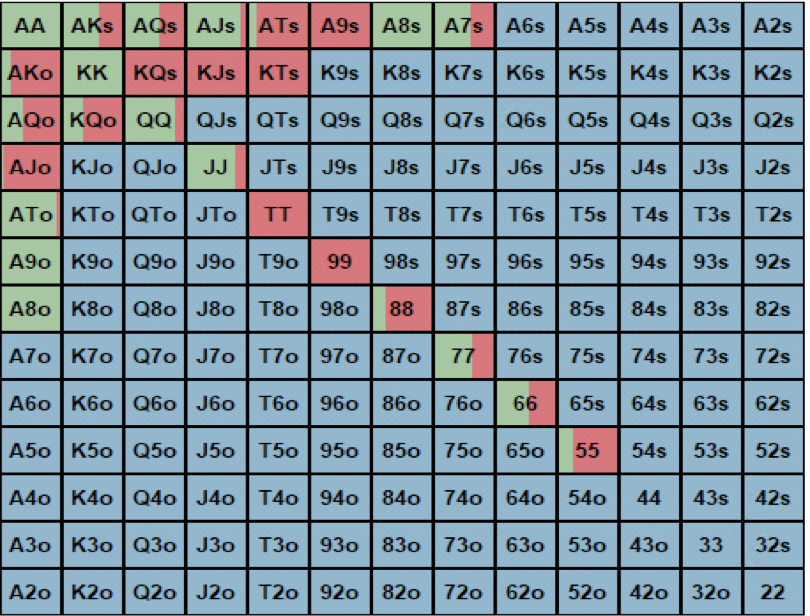 AA AKs AQs AJs ATs A9s A8s A7s A6s A5s A4s A3s A2s
AKo KK KQs KJs KTs K9s K8s K7s K6s K5s K4s K3s K2s
AQo KQo QQ QJs QTs Q9s Q8s Q7s Q6s Q5s Q4s Q3s Q2s
AJo KJo QJo JJ JTs J9s J8s J7s J6s J5s J4s J3s J2s
ATo KTo QTo JTo TT T9s T8s T7s T6s T5s T4s T3s T2s
A9o K9o Q9o J9o T9o 99 98s 97s 96s 95s 94s 93s 92s
A8o K8o Q8o J8o T8o 98o 88 87s 86s 85s 84s 83s 82s
A7o K7o Q7o J7o T7o 97o 87o 77 76s 75s 74s 73s 72s
A6o K6o Q6o J6o T6o 96o 86o 76o 66 65s 64s 63s 62s
A5o K5o Q5o J5o T5o 95o 85o 75o 65o 55 54s 53s 52s
A4o K4o Q4o J4o T4o 94o 84o 74o 64o 54o 44 43s 42s
A3o K3o Q3o J3o T3o 93o 83o 73o 63o 53o 43o 33 32s
A2o K2o Q2o J2o T2o 92o 82o 72o 62o 52o 42o 32o 22